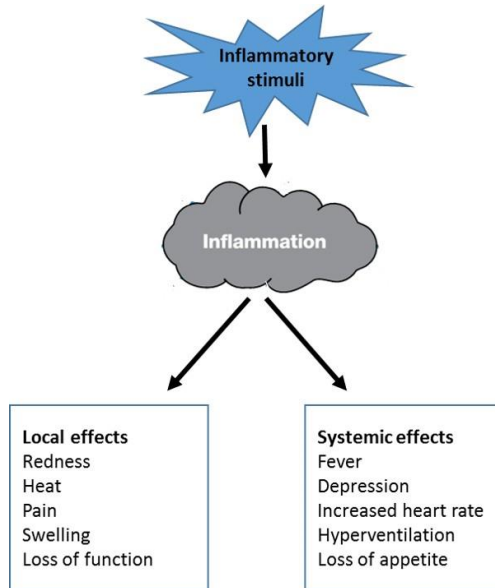 Inflammatory
stimuli
Inflammation
Local effects
Redness
Heat
Pain
Swelling
Loss of function
Systemic effects
Fever
Depression
Increased heart rate
Hyperventilation
Loss of appetite